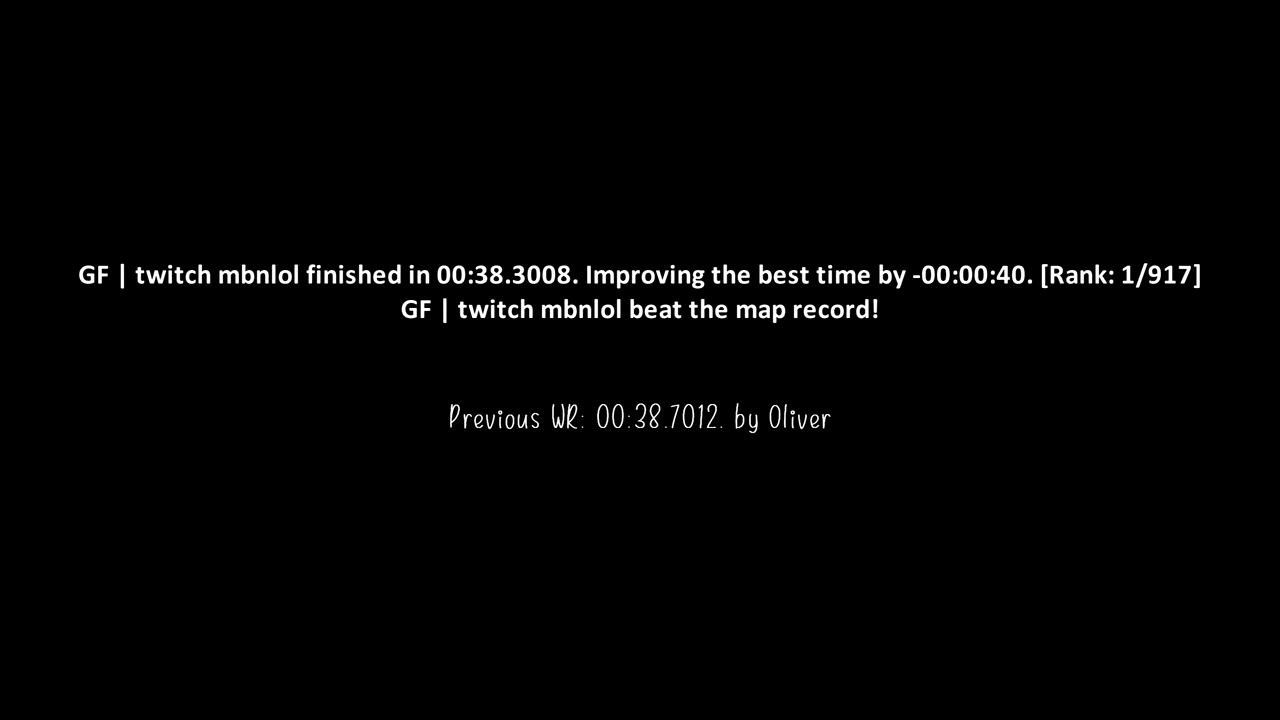 GF | twitch mbnlol finished in 00:38.3008. Improving the best time by -00:00:40. [Rank: 1/917]
GF | twitch mbnlol beat the map record!
Previous WR: 00:38.7012. by Oliver